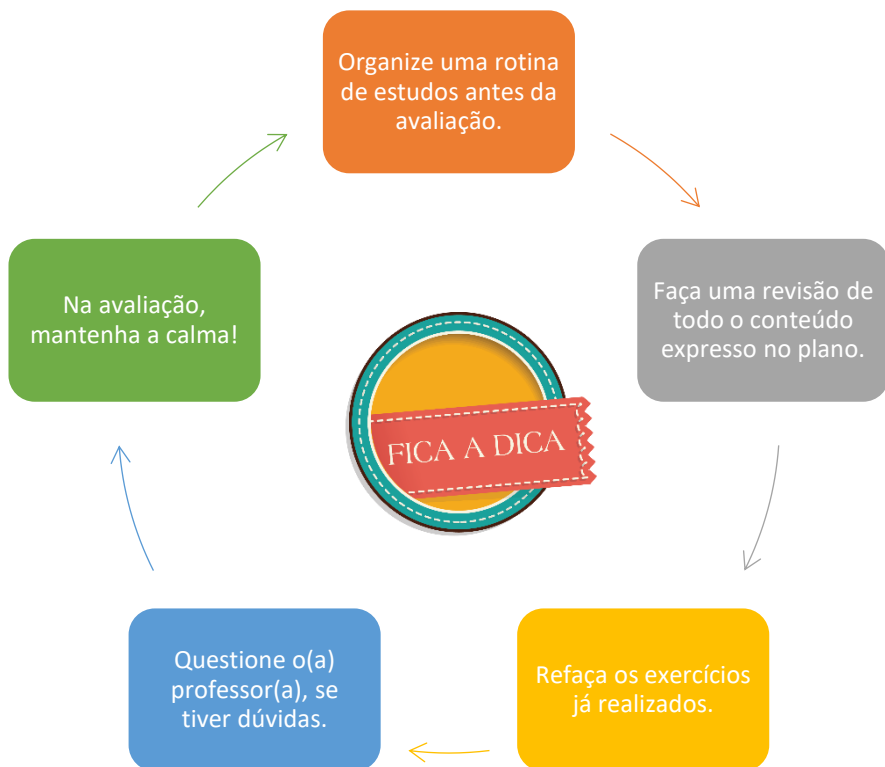 Organize uma rotina
de estudos antes da
avaliação.
Faça uma revisão de
todo o conteúdo
expresso no plano.
Refaça os exercícios
já realizados.
Questione o(a)
professor(a), se
tiver dúvidas.
Na avaliação,
mantenha a calma!
FICA A DICA